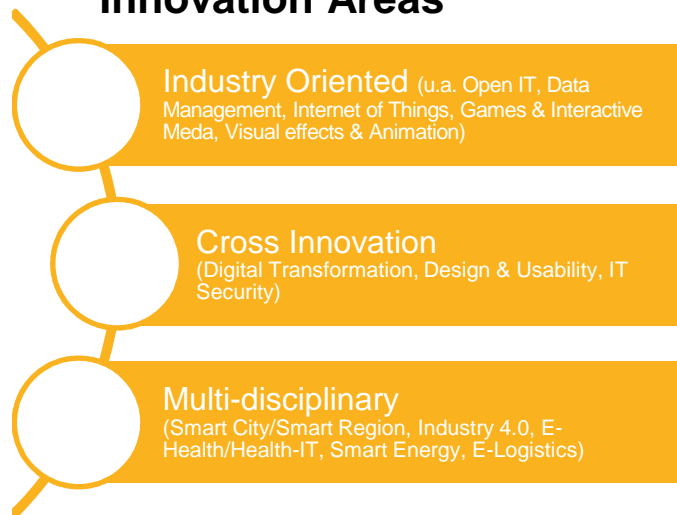 Innovation Areas
Industry Oriented (u.a. Open IT, Data
Management, Internet of Things, Games & Interactive
Meda, Visual effects & Animation)
Cross Innovation
(Digital Transformation, Design & Usability, IT
Security)
Multi-disciplinary
(Smart City/Smart Region, Industry 4.0, E-
Health/Health-IT, Smart Energy, E-Logistics)